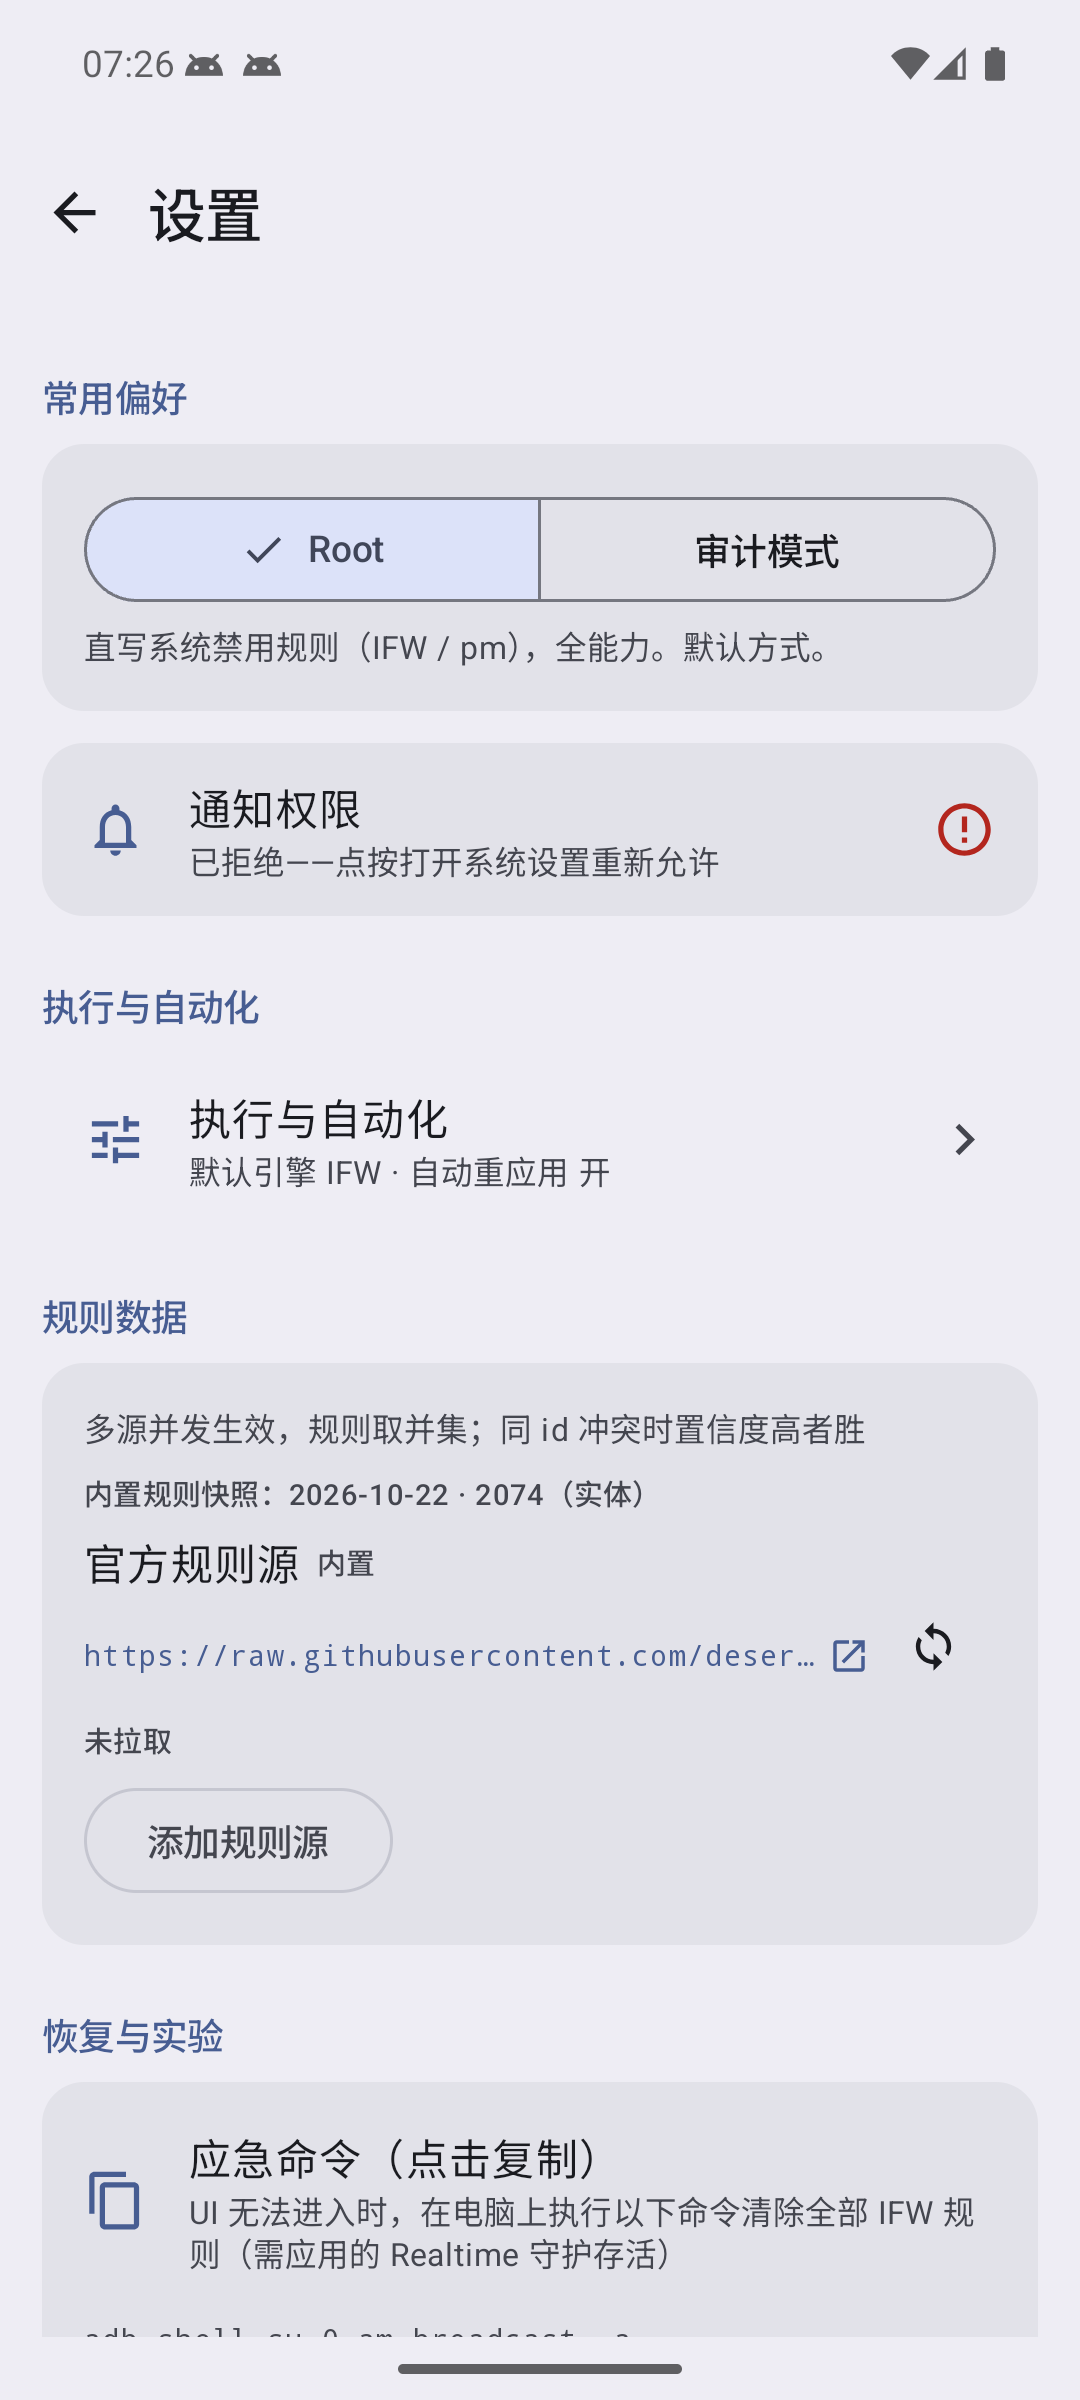 07:26
设置
常用偏好
Root
审计模式
直写系统禁用规则（IFW / pm），全能力。默认方式。
通知权限
已拒绝——点按打开系统设置重新允许
执行与自动化
执行与自动化
默认引擎 IFW · 自动重应用 开
规则数据
多源并发生效，规则取并集；同 id 冲突时置信度高者胜
内置规则快照：2026-10-22 · 2074（实体）
官方规则源 内置
https://raw.githubusercontent.com/deser…
未拉取
添加规则源
恢复与实验
应急命令（点击复制）
UI 无法进入时，在电脑上执行以下命令清除全部 IFW 规
则（需应用的 Realtime 守护存活）
adb shell su 0 am broadcast -a